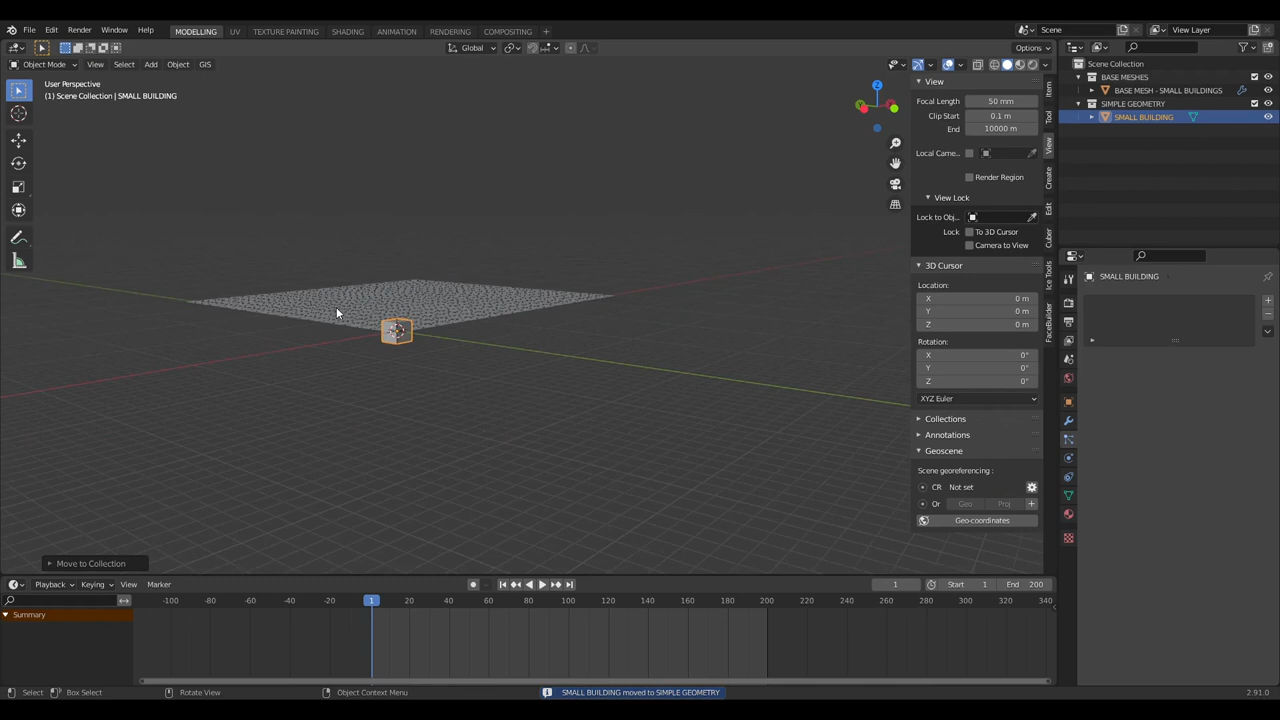 File Edit Render Window Help MODELLING UV TEXTURE PAINTING SHADING ANIMATION RENDERING COMPOSITING + Scene View Layer
Global Options
Object Mode View Select Add Object GIS
User Perspective
(1) Scene Collection | SMALL BUILDING
Z
Y
View
Focal Length 50 mm
Clip Start 0.1 m
End 10000 m
Local Came...
Render Region
View Lock
Lock to Obj...
Lock: To 3D Cursor
Camera to View
3D Cursor
Location:
X 0 m
Y 0 m
Z 0 m
Rotation:
X 0°
Y 0°
Z 0°
XYZ Euler
Collections
Annotations
Geoscene
Scene georeferencing :
CR Not set
Or Geo Proj +
Geo-coordinates
Item
Tool
View
Create
Edit
Cuber
Ice Tools
FaceBuilder
Scene Collection
BASE MESHES
BASE MESH - SMALL BUILDINGS
SIMPLE GEOMETRY
SMALL BUILDING
SMALL BUILDING
Move to Collection
Playback Keying View Marker 1 Start 1 End 200
-100 -80 -60 -40 -20 1 20 40 60 80 100 120 140 160 180 200 220 240 260 280 300 320 340
Summary
Select Box Select Rotate View Object Context Menu SMALL BUILDING moved to SIMPLE GEOMETRY 2.91.0